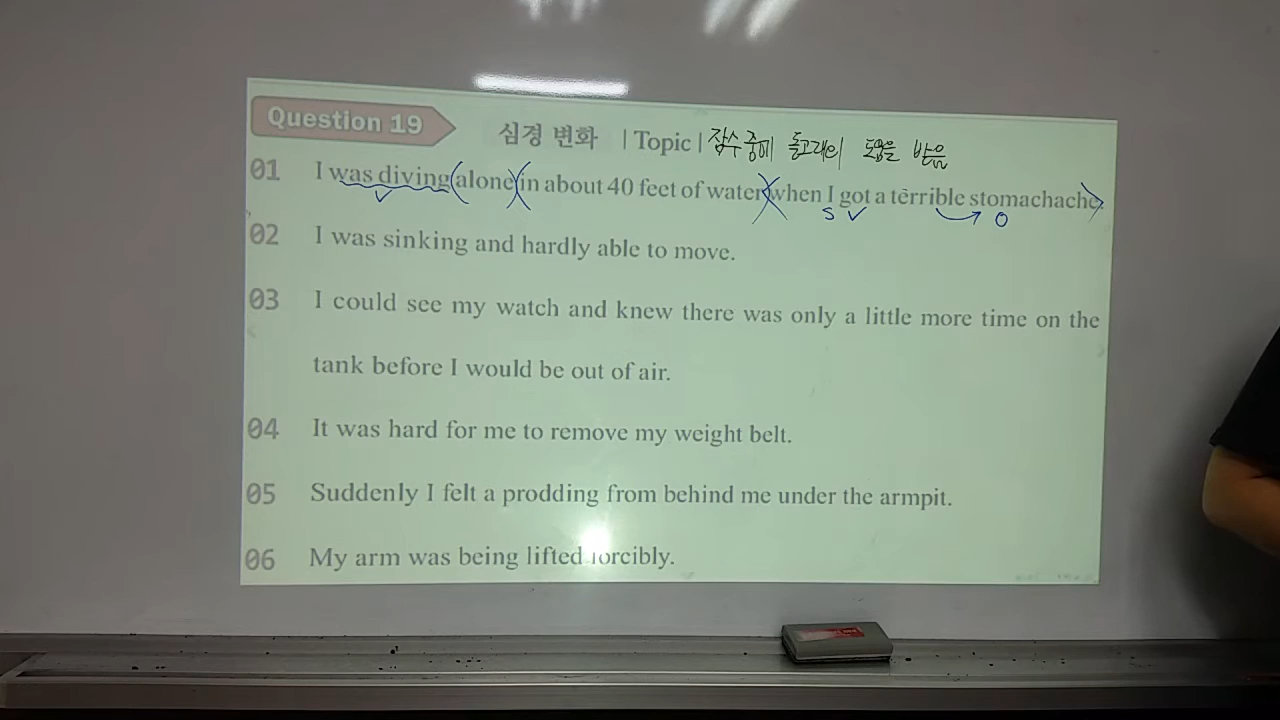 Question 19 심경 변화 | Topic | 잠수 중에 돌고래의 도움을 받음
01 I was diving (alone) (in about 40 feet of water) <when I got a terrible stomachache>.
V S V O
02 I was sinking and hardly able to move.
03 I could see my watch and knew there was only a little more time on the
tank before I would be out of air.
04 It was hard for me to remove my weight belt.
05 Suddenly I felt a prodding from behind me under the armpit.
06 My arm was being lifted forcibly.